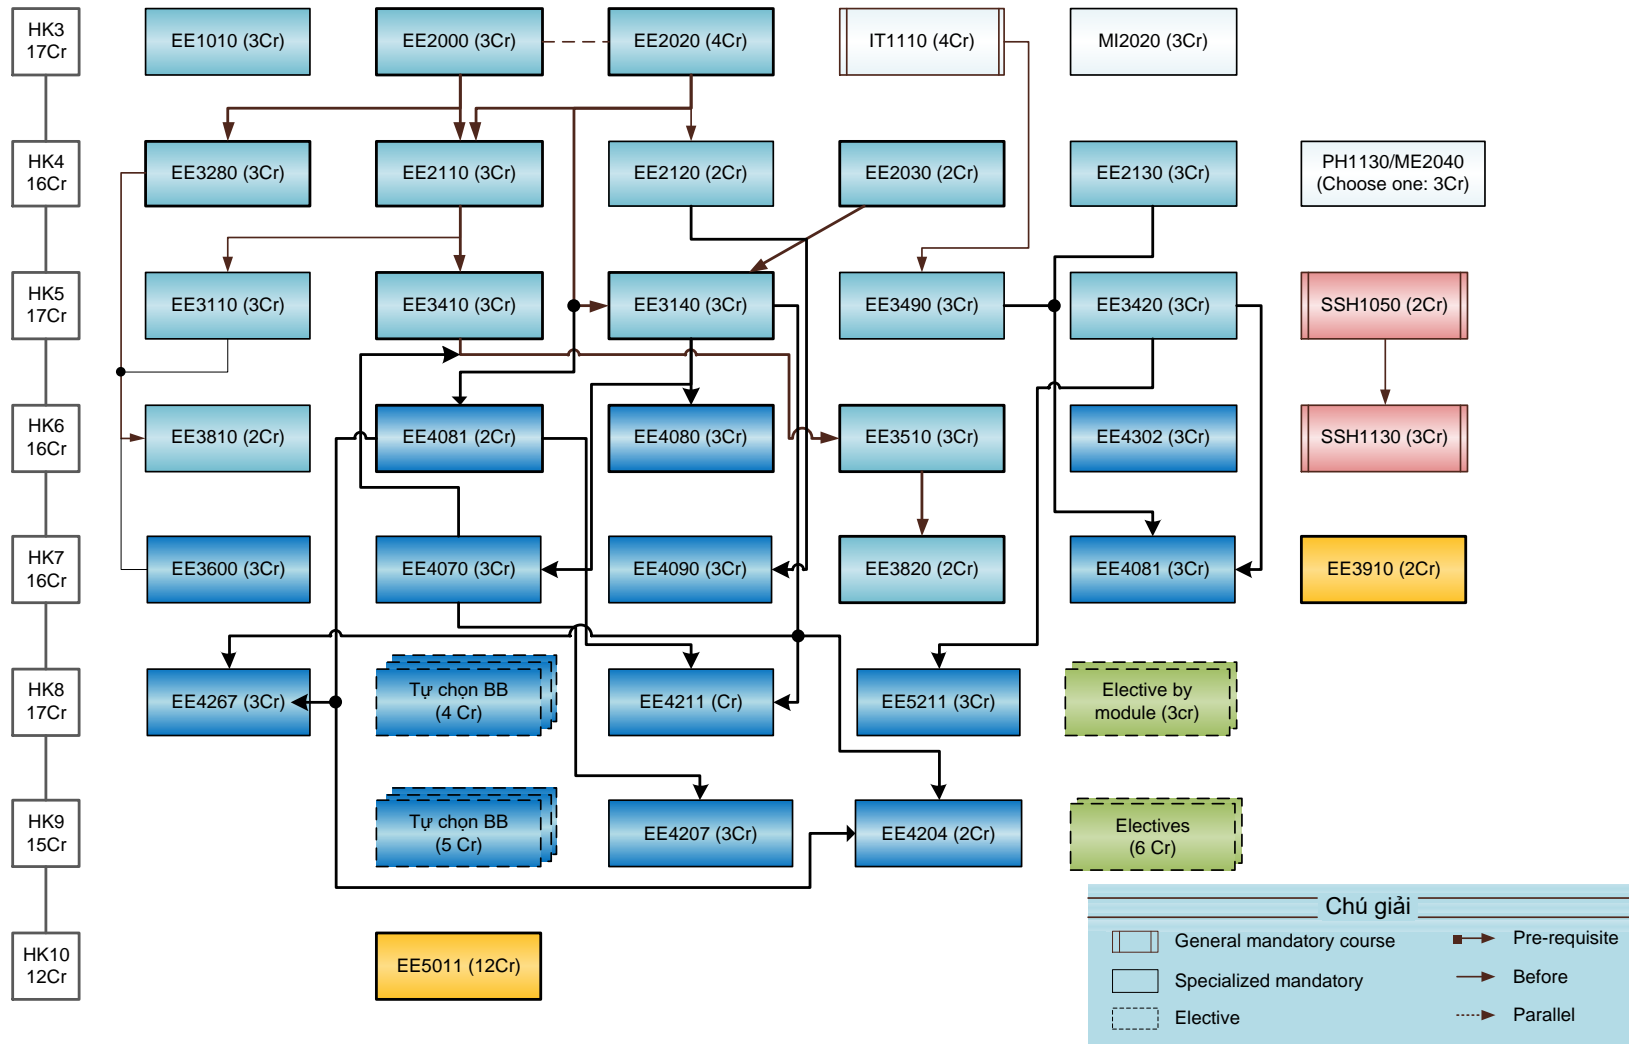 HK3
17Cr
EE1010 (3Cr)
EE2000 (3Cr)
EE2020 (4Cr)
IT1110 (4Cr)
MI2020 (3Cr)
HK4
16Cr
EE3280 (3Cr)
EE2110 (3Cr)
EE2120 (2Cr)
EE2030 (2Cr)
EE2130 (3Cr)
PH1130/ME2040
(Choose one: 3Cr)
HK5
17Cr
EE3110 (3Cr)
EE3410 (3Cr)
EE3140 (3Cr)
EE3490 (3Cr)
EE3420 (3Cr)
SSH1050 (2Cr)
HK6
16Cr
EE3810 (2Cr)
EE4081 (2Cr)
EE4080 (3Cr)
EE3510 (3Cr)
EE4302 (3Cr)
SSH1130 (3Cr)
HK7
16Cr
EE3600 (3Cr)
EE4070 (3Cr)
EE4090 (3Cr)
EE3820 (2Cr)
EE4081 (3Cr)
EE3910 (2Cr)
HK8
17Cr
EE4267 (3Cr)
Tự chọn BB
(4 Cr)
EE4211 (Cr)
EE5211 (3Cr)
Elective by
module (3cr)
HK9
15Cr
Tự chọn BB
(5 Cr)
EE4207 (3Cr)
EE4204 (2Cr)
Electives
(6 Cr)
HK10
12Cr
EE5011 (12Cr)
Chú giải
General mandatory course
Pre-requisite
Specialized mandatory
Before
Elective
Parallel